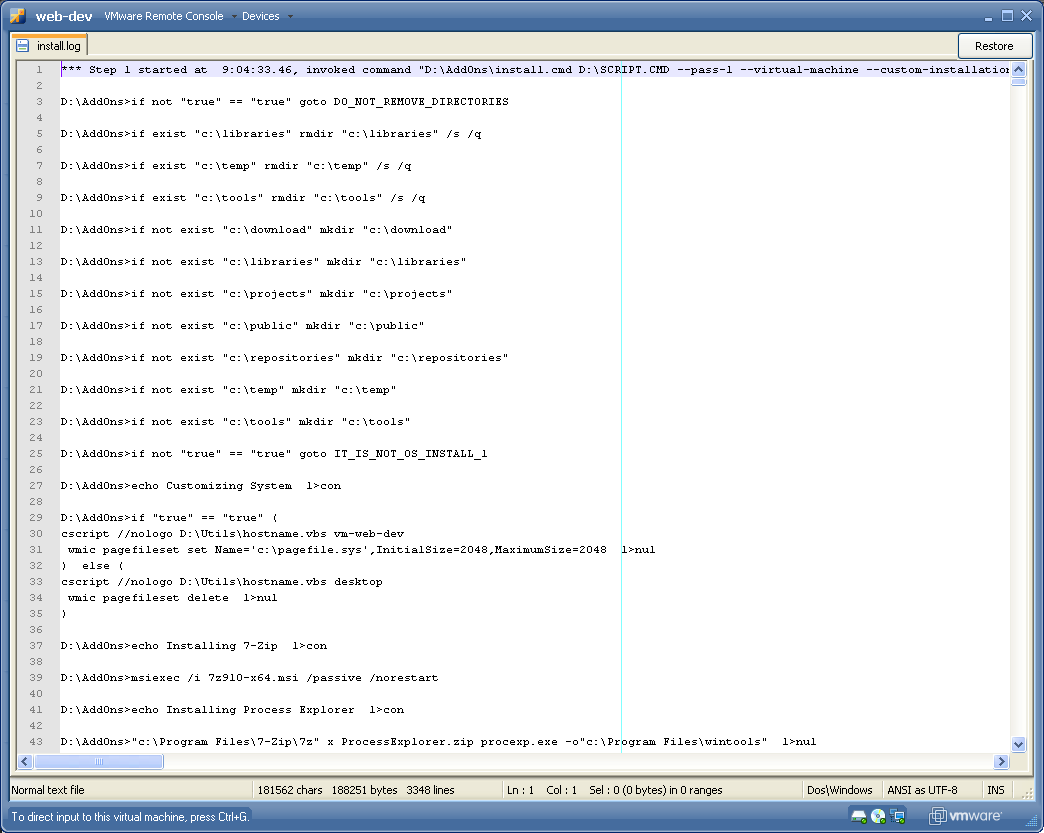 web-dev VMware Remote Console Devices
install.log
Restore
1 *** Step 1 started at  9:04:33.46, invoked command "D:\AddOns\install.cmd D:\SCRIPT.CMD --pass-1 --virtual-machine --custom-installation
2
3 D:\AddOns>if not "true" == "true" goto DO_NOT_REMOVE_DIRECTORIES
4
5 D:\AddOns>if exist "c:\libraries" rmdir "c:\libraries" /s /q
6
7 D:\AddOns>if exist "c:\temp" rmdir "c:\temp" /s /q
8
9 D:\AddOns>if exist "c:\tools" rmdir "c:\tools" /s /q
10
11 D:\AddOns>if not exist "c:\download" mkdir "c:\download"
12
13 D:\AddOns>if not exist "c:\libraries" mkdir "c:\libraries"
14
15 D:\AddOns>if not exist "c:\projects" mkdir "c:\projects"
16
17 D:\AddOns>if not exist "c:\public" mkdir "c:\public"
18
19 D:\AddOns>if not exist "c:\repositories" mkdir "c:\repositories"
20
21 D:\AddOns>if not exist "c:\temp" mkdir "c:\temp"
22
23 D:\AddOns>if not exist "c:\tools" mkdir "c:\tools"
24
25 D:\AddOns>if not "true" == "true" goto IT_IS_NOT_OS_INSTALL_1
26
27 D:\AddOns>echo Customizing System  1>con
28
29 D:\AddOns>if "true" == "true" (
30 cscript //nologo D:\Utils\hostname.vbs vm-web-dev
31  wmic pagefileset set Name='c:\pagefile.sys',InitialSize=2048,MaximumSize=2048  1>nul
32 )  else (
33 cscript //nologo D:\Utils\hostname.vbs desktop
34  wmic pagefileset delete  1>nul
35 )
36
37 D:\AddOns>echo Installing 7-Zip  1>con
38
39 D:\AddOns>msiexec /i 7z910-x64.msi /passive /norestart
40
41 D:\AddOns>echo Installing Process Explorer  1>con
42
43 D:\AddOns>"c:\Program Files\7-Zip\7z" x ProcessExplorer.zip procexp.exe -o"c:\Program Files\wintools"  1>nul
Normal text file 181562 chars 188251 bytes 3348 lines Ln : 1 Col : 1 Sel : 0 (0 bytes) in 0 ranges Dos\Windows ANSI as UTF-8 INS
To direct input to this virtual machine, press Ctrl+G. vmware